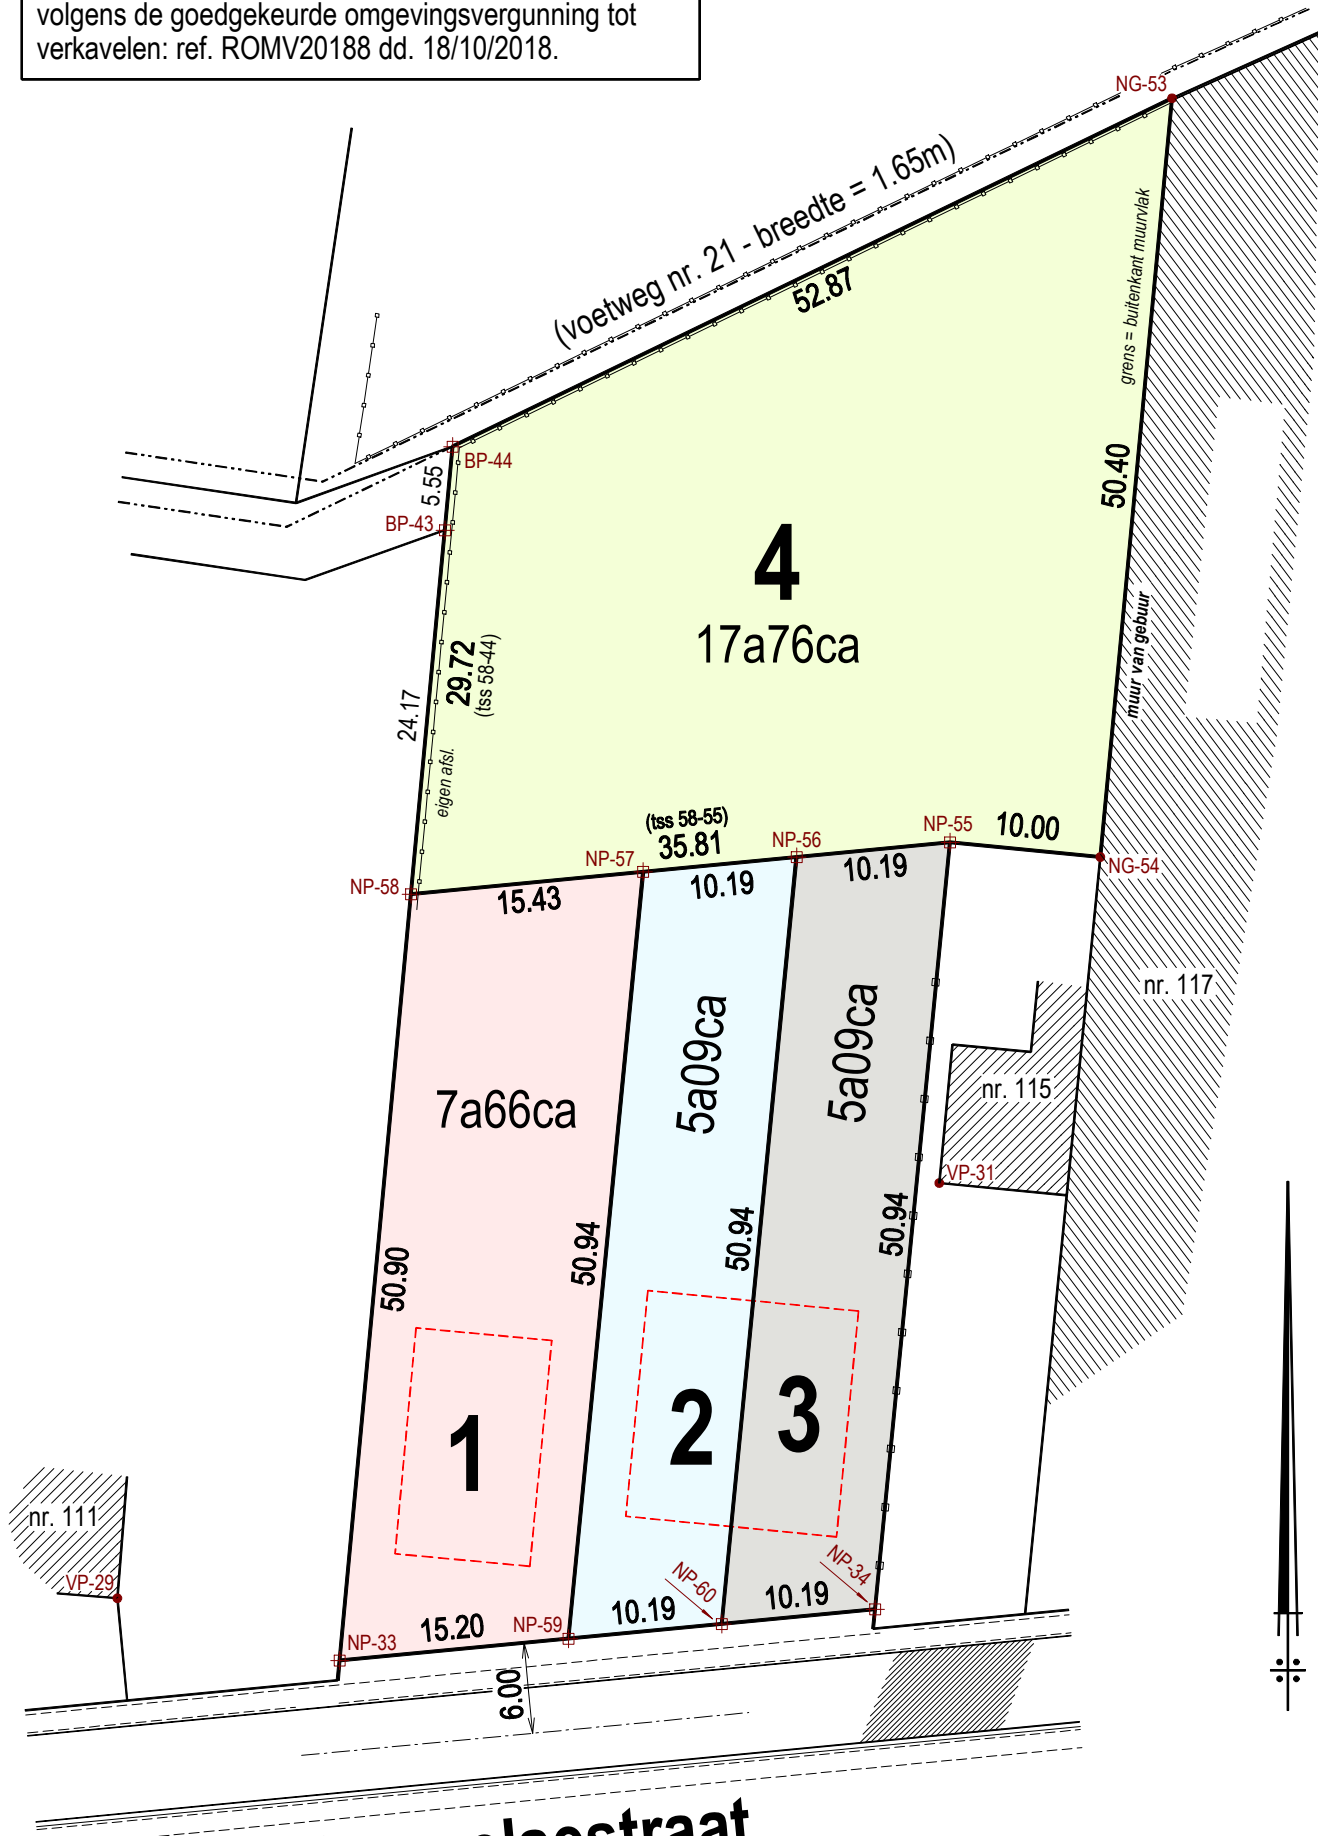 volgens de goedgekeurde omgevingsvergunning tot
verkavelen: ref. ROMV20188 dd. 18/10/2018.
NG-53
(voetweg nr. 21 - breedte = 1.65m)
52.87
grens = buitenkant muurvlak
BP-44
5.55
BP-43
50.40
4
17a76ca
muur van gebuur
29.72
(tss 58-44)
24.17
eigen afsl.
(tss 58-55)
35.81
NP-55
10.00
NP-56
NP-57
NG-54
NP-58
15.43
10.19
10.19
nr. 117
5a09ca
5a09ca
7a66ca
nr. 115
VP-31
50.90
50.94
50.94
50.94
1
2
3
nr. 111
VP-29
NP-60
NP-34
NP-33
15.20
NP-59
10.19
10.19
6.00